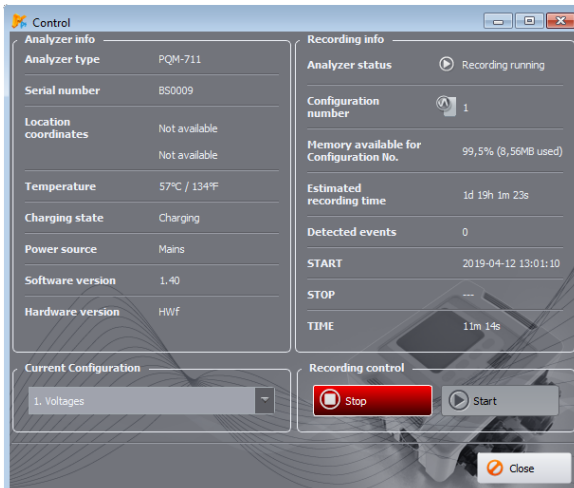 Control
Analyzer info
Analyzer type PQM-711
Serial number BS0009
Location
coordinates
Not available
Not available
Temperature 57ºC / 134ºF
Charging state Charging
Power source Mains
Software version 1.40
Hardware version HWf
Current Configuration
1. Voltages
Recording info
Analyzer status Recording running
Configuration
number
1
Memory available for
Configuration No.
99,5% (8,56MB used)
Estimated
recording time
1d 19h 1m 23s
Detected events 0
START 2019-04-12 13:01:10
STOP ---
TIME 11m 14s
Recording control
Stop
Start
Close